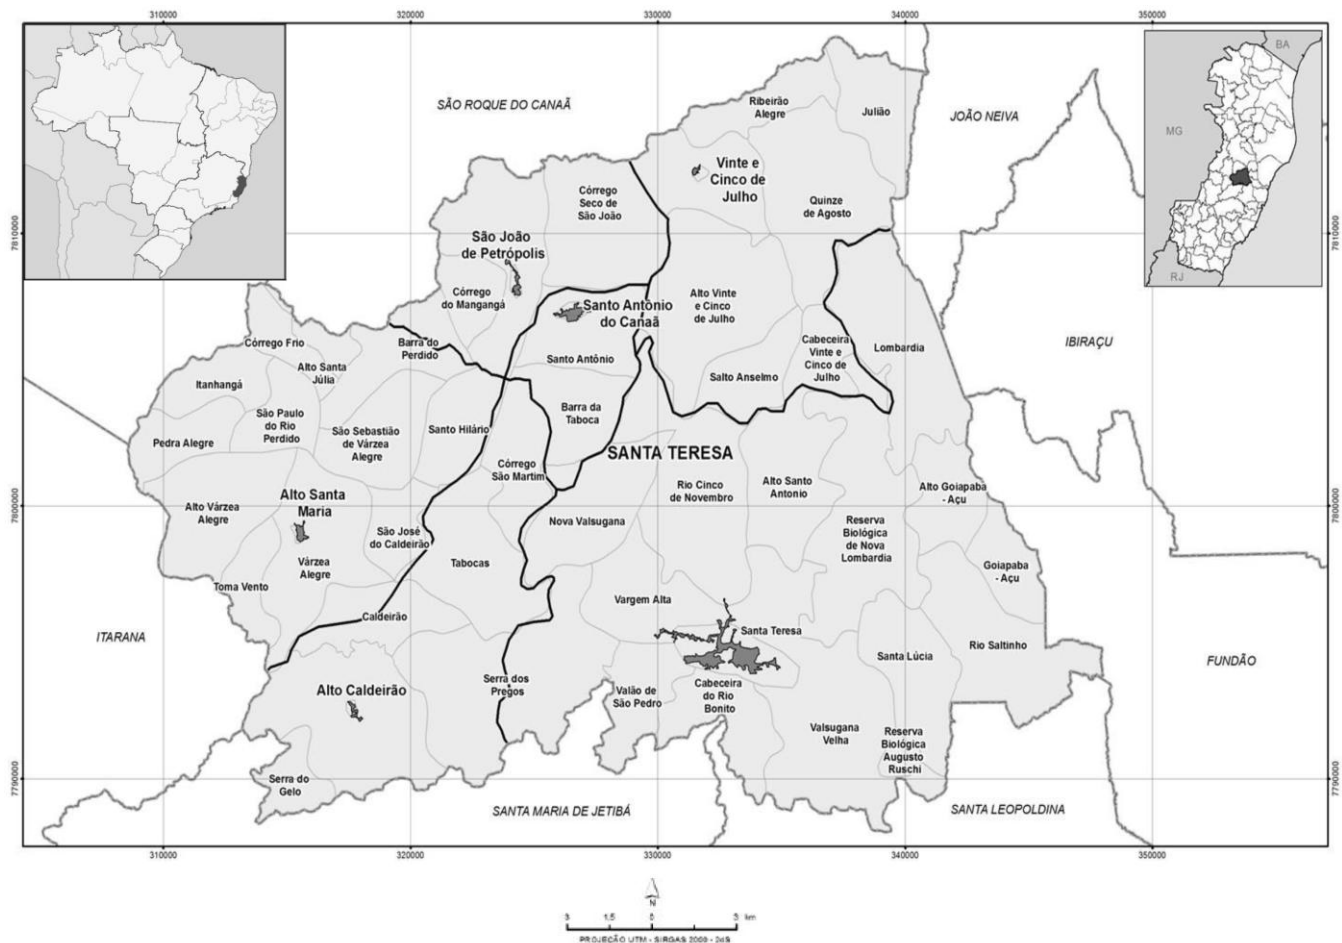 310000
320000
330000
340000
350000
7810000
7800000
7790000
7810000
7800000
7790000
BA
MG
RJ
SÃO ROQUE DO CANAÃ
JOÃO NEIVA
IBIRAÇU
FUNDÃO
SANTA LEOPOLDINA
SANTA MARIA DE JETIBÁ
ITARANA
Ribeirão
Alegre
Julião
Vinte e
Cinco de
Julho
Quinze
de Agosto
Córrego
Seco de
São João
São João
de Petrópolis
Córrego
do Mangangá
Santo Antônio
do Canaã
Alto Vinte
e Cinco
de Julho
Cabeceira
Vinte e
Cinco de
Julho
Lombardia
Salto Anselmo
Santo Antônio
Barra do
Perdido
Córrego Frio
Alto Santa
Júlia
Itanhangá
São Paulo
do Rio
Perdido
Pedra Alegre
São Sebastião
de Várzea
Alegre
Santo Hilário
Barra da
Taboca
SANTA TERESA
Córrego
São Martim
Rio Cinco
de Novembro
Alto Santo
Antonio
Alto Goiapaba
- Açu
Alto Santa
Maria
Alto Várzea
Alegre
São José
do Caldeirão
Nova Valsugana
Reserva
Biológica
de Nova
Lombardia
Várzea
Alegre
Toma Vento
Tabocas
Goiapaba
- Açu
Vargem Alta
Caldeirão
Santa Teresa
Santa Lúcia
Rio Saltinho
Alto Caldeirão
Serra dos
Pregos
Valão de
São Pedro
Cabeceira
do Rio
Bonito
Valsugana
Velha
Reserva
Biológica
Augusto
Ruschi
Serra do
Gelo
310000
320000
330000
340000
350000
N
3 1,5 0 3 km
PROJEÇÃO UTM - SIRGAS 2000 - 24S